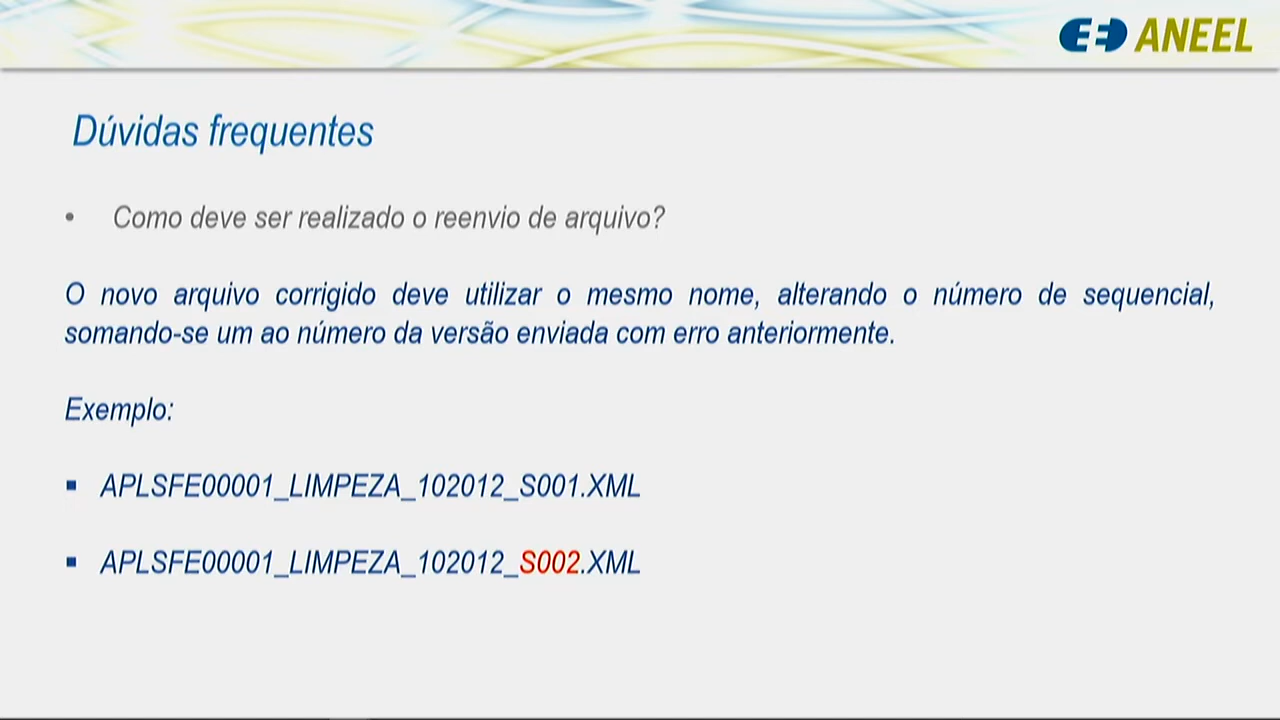 ANEEL
Dúvidas frequentes
• Como deve ser realizado o reenvio de arquivo?
O novo arquivo corrigido deve utilizar o mesmo nome, alterando o número de sequencial,
somando-se um ao número da versão enviada com erro anteriormente.
Exemplo:
▪ APLSFE00001_LIMPEZA_102012_S001.XML
▪ APLSFE00001_LIMPEZA_102012_S002.XML